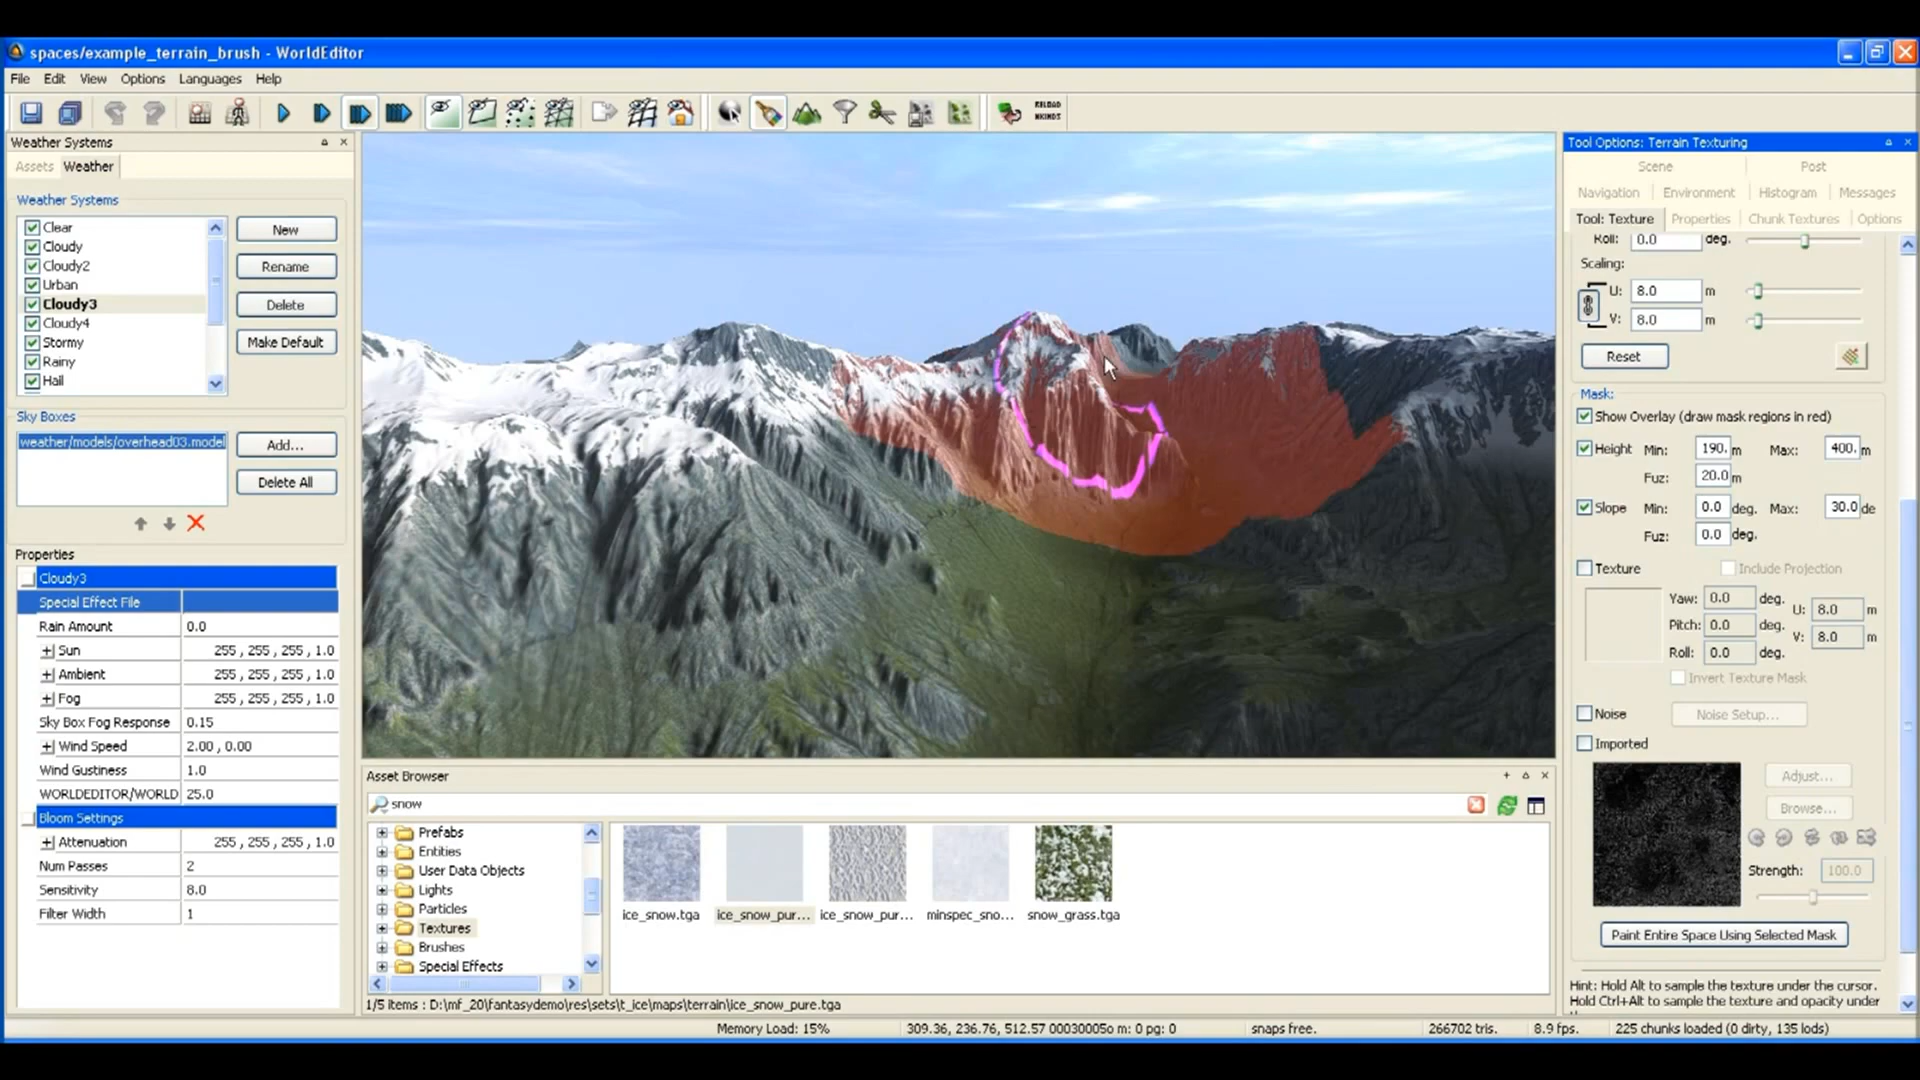 spaces/example_terrain_brush - WorldEditor
File Edit View Options Languages Help
RELOAD
Weather Systems
Assets Weather
Weather Systems
Clear
Cloudy
Cloudy2
Urban
Cloudy3
Cloudy4
Stormy
Rainy
Hail
New
Rename
Delete
Make Default
Sky Boxes
weather/models/overhead03.model
Add...
Delete All
Properties
Cloudy3
Special Effect File
Rain Amount 0.0
Sun 255 , 255 , 255 , 1.0
Ambient 255 , 255 , 255 , 1.0
Fog 255 , 255 , 255 , 1.0
Sky Box Fog Response 0.15
Wind Speed 2.00 , 0.00
Wind Gustiness 1.0
WORLDEDITOR/WORLD 25.0
Bloom Settings
Attenuation 255 , 255 , 255 , 1.0
Num Passes 2
Sensitivity 8.0
Filter Width 1
Asset Browser
snow
Prefabs
Entities
User Data Objects
Lights
Particles
Textures
Brushes
Special Effects
ice_snow.tga ice_snow_pur... ice_snow_pur... minspec_sno... snow_grass.tga
1/5 items : D:\mf_20\fantasydemo\res\sets\t_ice\maps\terrain\ice_snow_pure.tga
Tool Options: Terrain Texturing
Scene Post
Navigation Environment Histogram Messages
Tool: Texture Properties Chunk Textures Options
Roll: 0.0 deg.
Scaling:
U: 8.0 m
V: 8.0 m
Reset
Mask:
Show Overlay (draw mask regions in red)
Height Min: 190. m Max: 400. m
Fuz: 20.0 m
Slope Min: 0.0 deg. Max: 30.0 de
Fuz: 0.0 deg.
Texture Include Projection
Yaw: 0.0 deg. U: 8.0 m
Pitch: 0.0 deg. V: 8.0 m
Roll: 0.0 deg.
Invert Texture Mask
Noise Noise Setup...
Imported
Adjust...
Browse...
Strength: 100.0
Paint Entire Space Using Selected Mask
Hint: Hold Alt to sample the texture under the cursor.
Hold Ctrl+Alt to sample the texture and opacity under
Memory Load: 15% 309.36, 236.76, 512.57 00030005o m: 0 pg: 0 snaps free. 266702 tris. 8.9 fps. 225 chunks loaded (0 dirty, 135 lods)